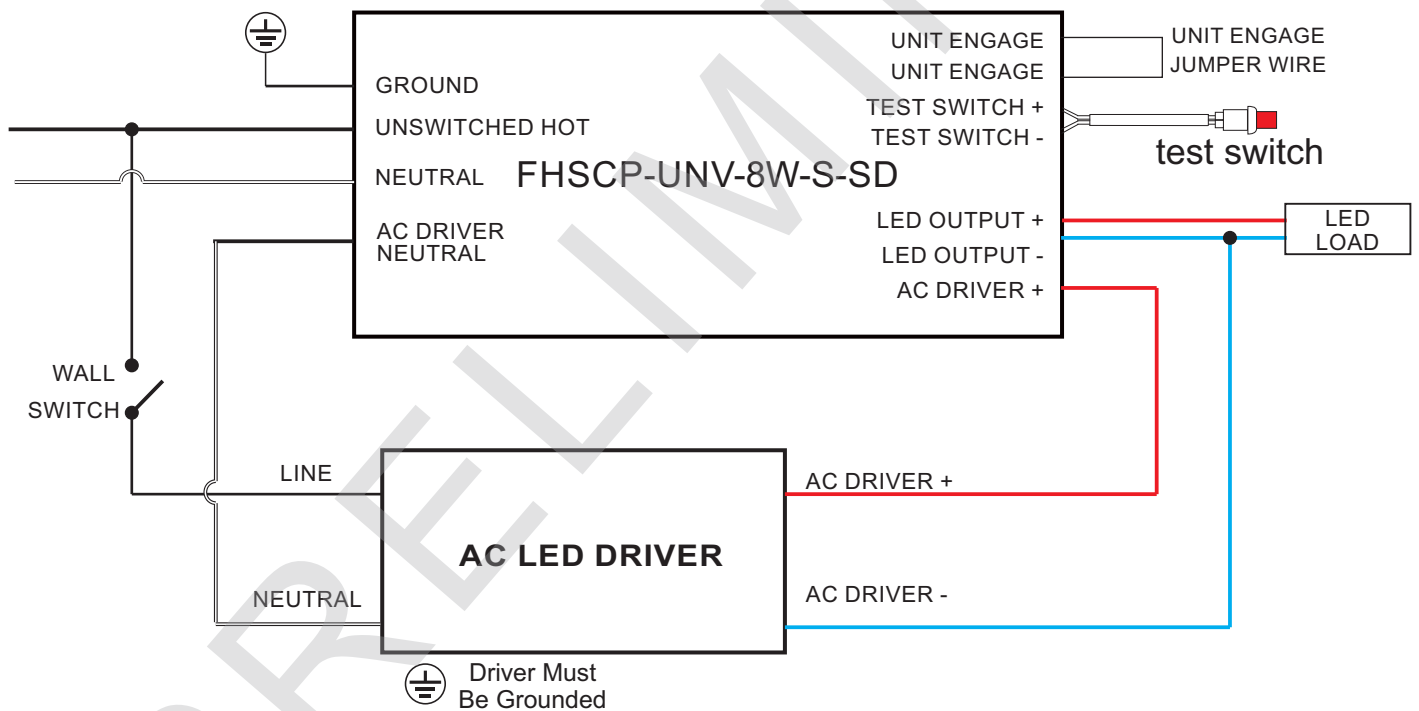 UNIT ENGAGE
UNIT ENGAGE
UNIT ENGAGE
JUMPER WIRE
GROUND
TEST SWITCH +
UNSWITCHED HOT
TEST SWITCH -
test switch
NEUTRAL
FHSCP-UNV-8W-S-SD
AC DRIVER
NEUTRAL
LED OUTPUT +
LED OUTPUT -
AC DRIVER +
LED
LOAD
WALL
SWITCH
LINE
AC DRIVER +
AC LED DRIVER
NEUTRAL
AC DRIVER -
Driver Must
Be Grounded